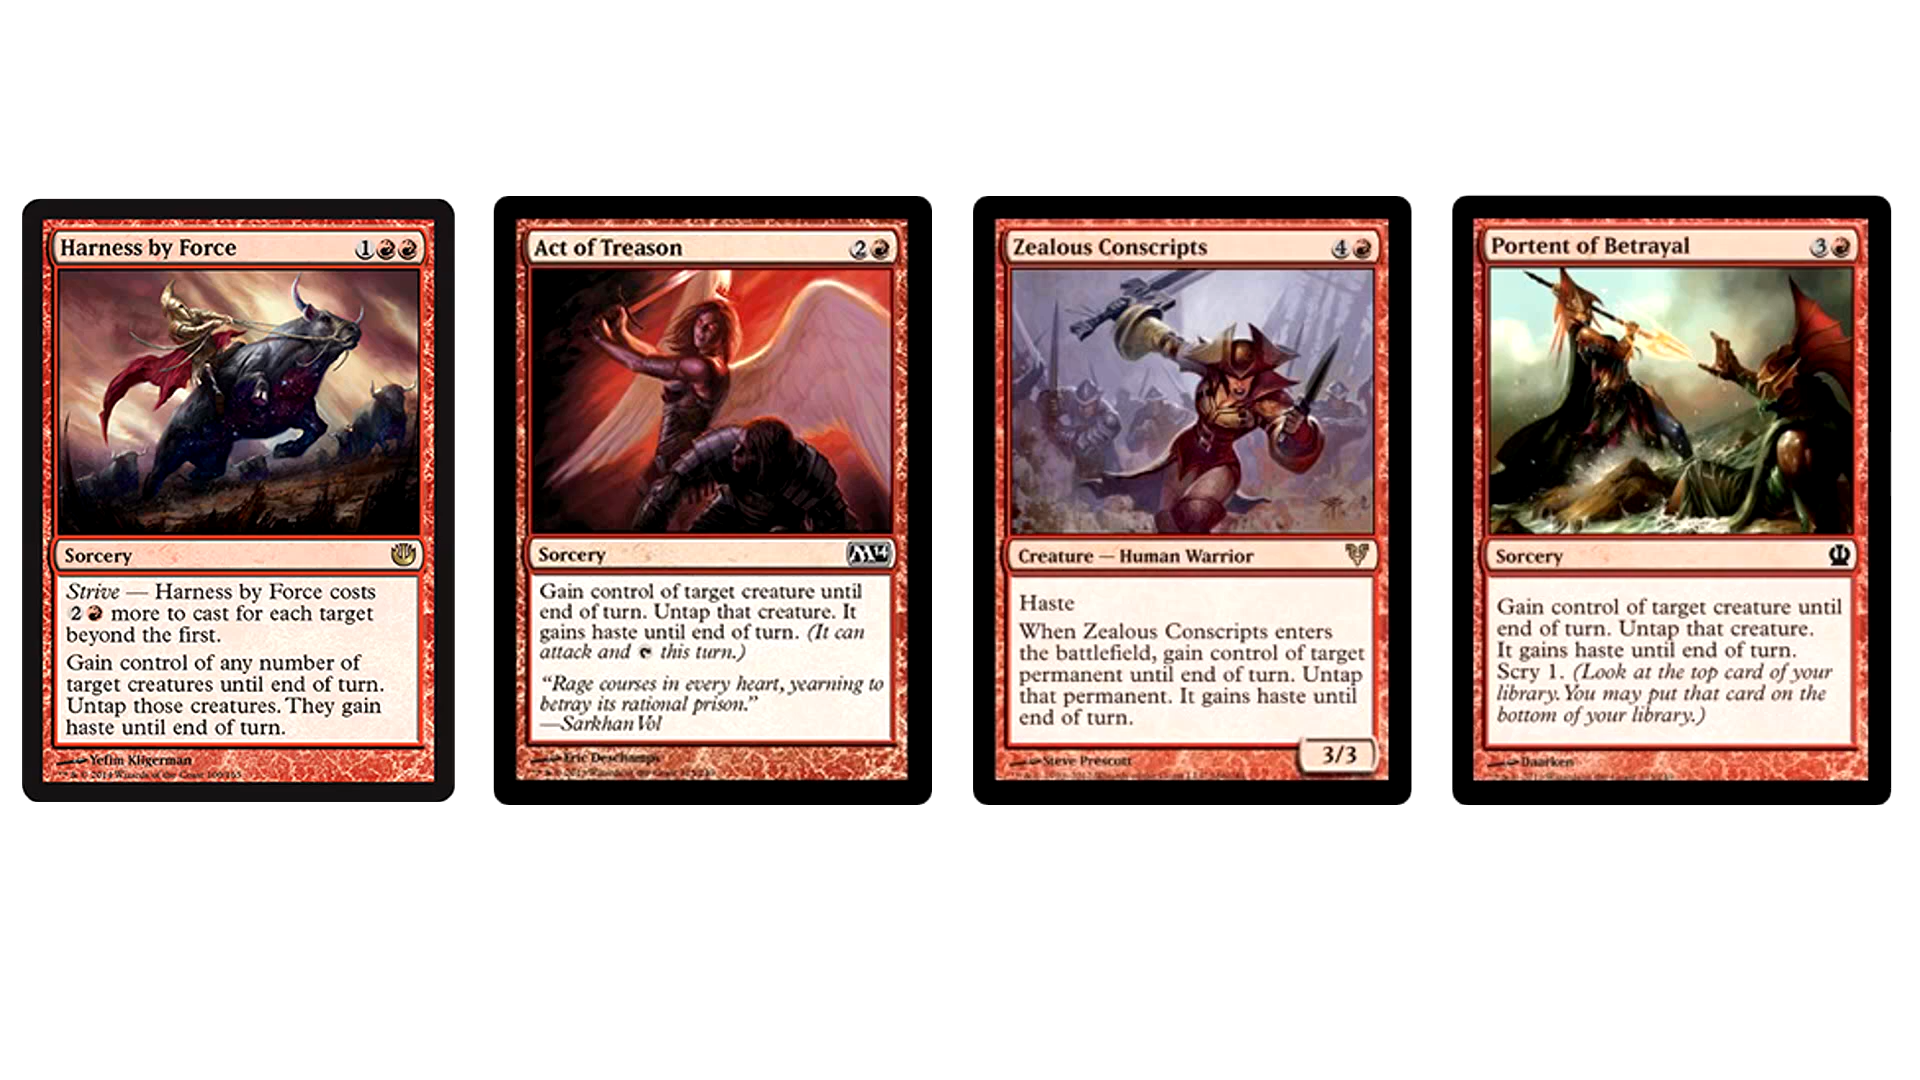 Harness by Force 1
Sorcery
Strive — Harness by Force costs
2 more to cast for each target
beyond the first.
Gain control of any number of
target creatures until end of turn.
Untap those creatures. They gain
haste until end of turn.
Yefim Kligerman
Act of Treason 2
Sorcery M14
Gain control of target creature until
end of turn. Untap that creature. It
gains haste until end of turn. (It can
attack and this turn.)
"Rage courses in every heart, yearning to
betray its rational prison."
—Sarkhan Vol
Eric Deschamps
Zealous Conscripts 4
Creature — Human Warrior
Haste
When Zealous Conscripts enters
the battlefield, gain control of target
permanent until end of turn. Untap
that permanent. It gains haste until
end of turn.
3/3
Steve Prescott
Portent of Betrayal 3
Sorcery
Gain control of target creature until
end of turn. Untap that creature.
It gains haste until end of turn.
Scry 1. (Look at the top card of your
library. You may put that card on the
bottom of your library.)
Daarken